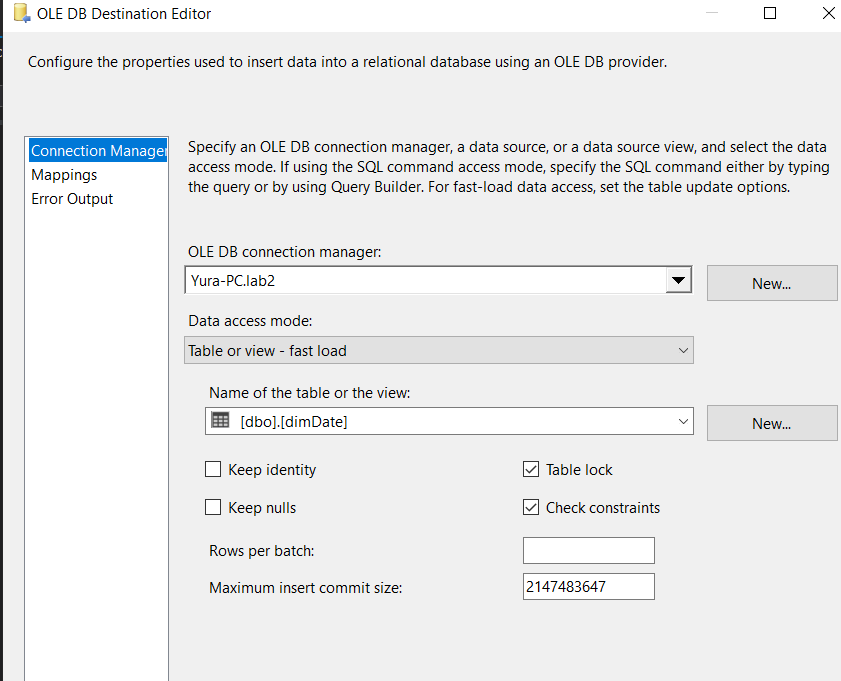 OLE DB Destination Editor
Configure the properties used to insert data into a relational database using an OLE DB provider.
Connection Manager
Mappings
Error Output
Specify an OLE DB connection manager, a data source, or a data source view, and select the data
access mode. If using the SQL command access mode, specify the SQL command either by typing
the query or by using Query Builder. For fast-load data access, set the table update options.
OLE DB connection manager:
Yura-PC.lab2
New...
Data access mode:
Table or view - fast load
Name of the table or the view:
[dbo].[dimDate]
New...
Keep identity
Table lock
Keep nulls
Check constraints
Rows per batch:
Maximum insert commit size:
2147483647